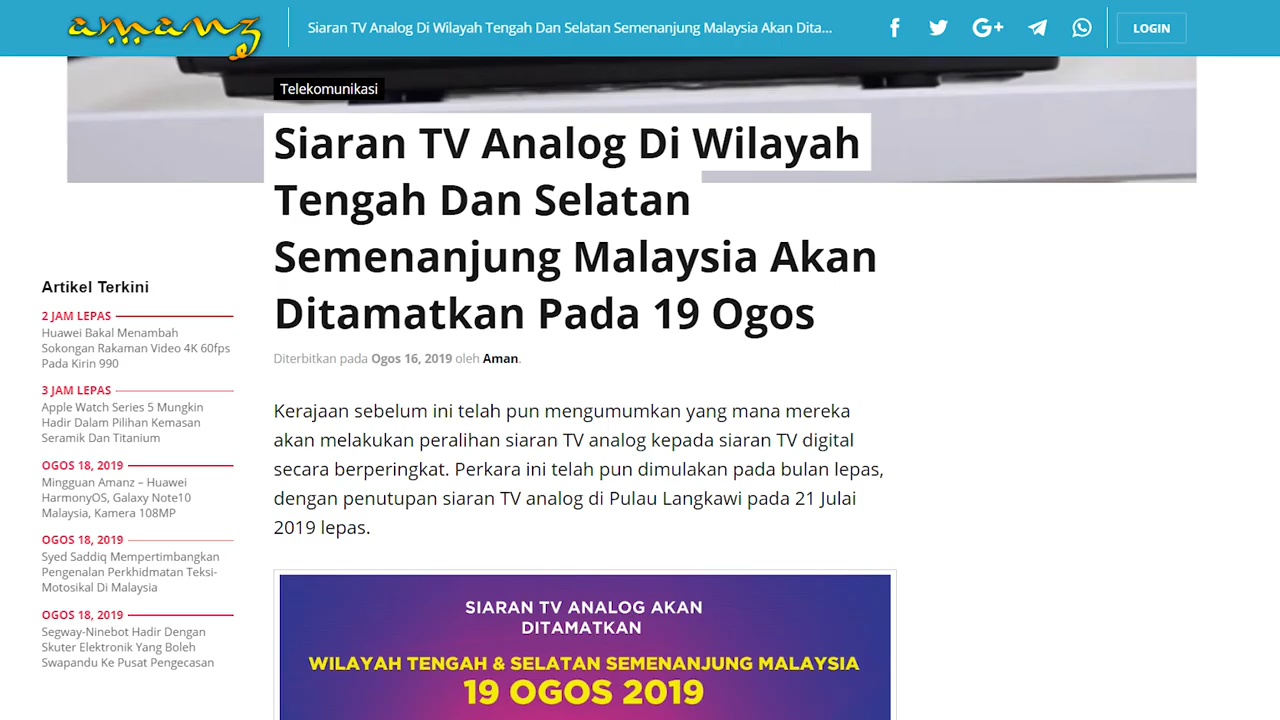 amanz
Siaran TV Analog Di Wilayah Tengah Dan Selatan Semenanjung Malaysia Akan Dita...
LOGIN
Telekomunikasi
Siaran TV Analog Di Wilayah
Tengah Dan Selatan
Semenanjung Malaysia Akan
Ditamatkan Pada 19 Ogos
Diterbitkan pada Ogos 16, 2019 oleh Aman.
Artikel Terkini
2 JAM LEPAS
Huawei Bakal Menambah
Sokongan Rakaman Video 4K 60fps
Pada Kirin 990
3 JAM LEPAS
Apple Watch Series 5 Mungkin
Hadir Dalam Pilihan Kemasan
Seramik Dan Titanium
OGOS 18, 2019
Mingguan Amanz – Huawei
HarmonyOS, Galaxy Note10
Malaysia, Kamera 108MP
OGOS 18, 2019
Syed Saddiq Mempertimbangkan
Pengenalan Perkhidmatan Teksi-
Motosikal Di Malaysia
OGOS 18, 2019
Segway-Ninebot Hadir Dengan
Skuter Elektronik Yang Boleh
Swapandu Ke Pusat Pengecasan
Kerajaan sebelum ini telah pun mengumumkan yang mana mereka
akan melakukan peralihan siaran TV analog kepada siaran TV digital
secara berperingkat. Perkara ini telah pun dimulakan pada bulan lepas,
dengan penutupan siaran TV analog di Pulau Langkawi pada 21 Julai
2019 lepas.
SIARAN TV ANALOG AKAN
DITAMATKAN
WILAYAH TENGAH & SELATAN SEMENANJUNG MALAYSIA
19 OGOS 2019